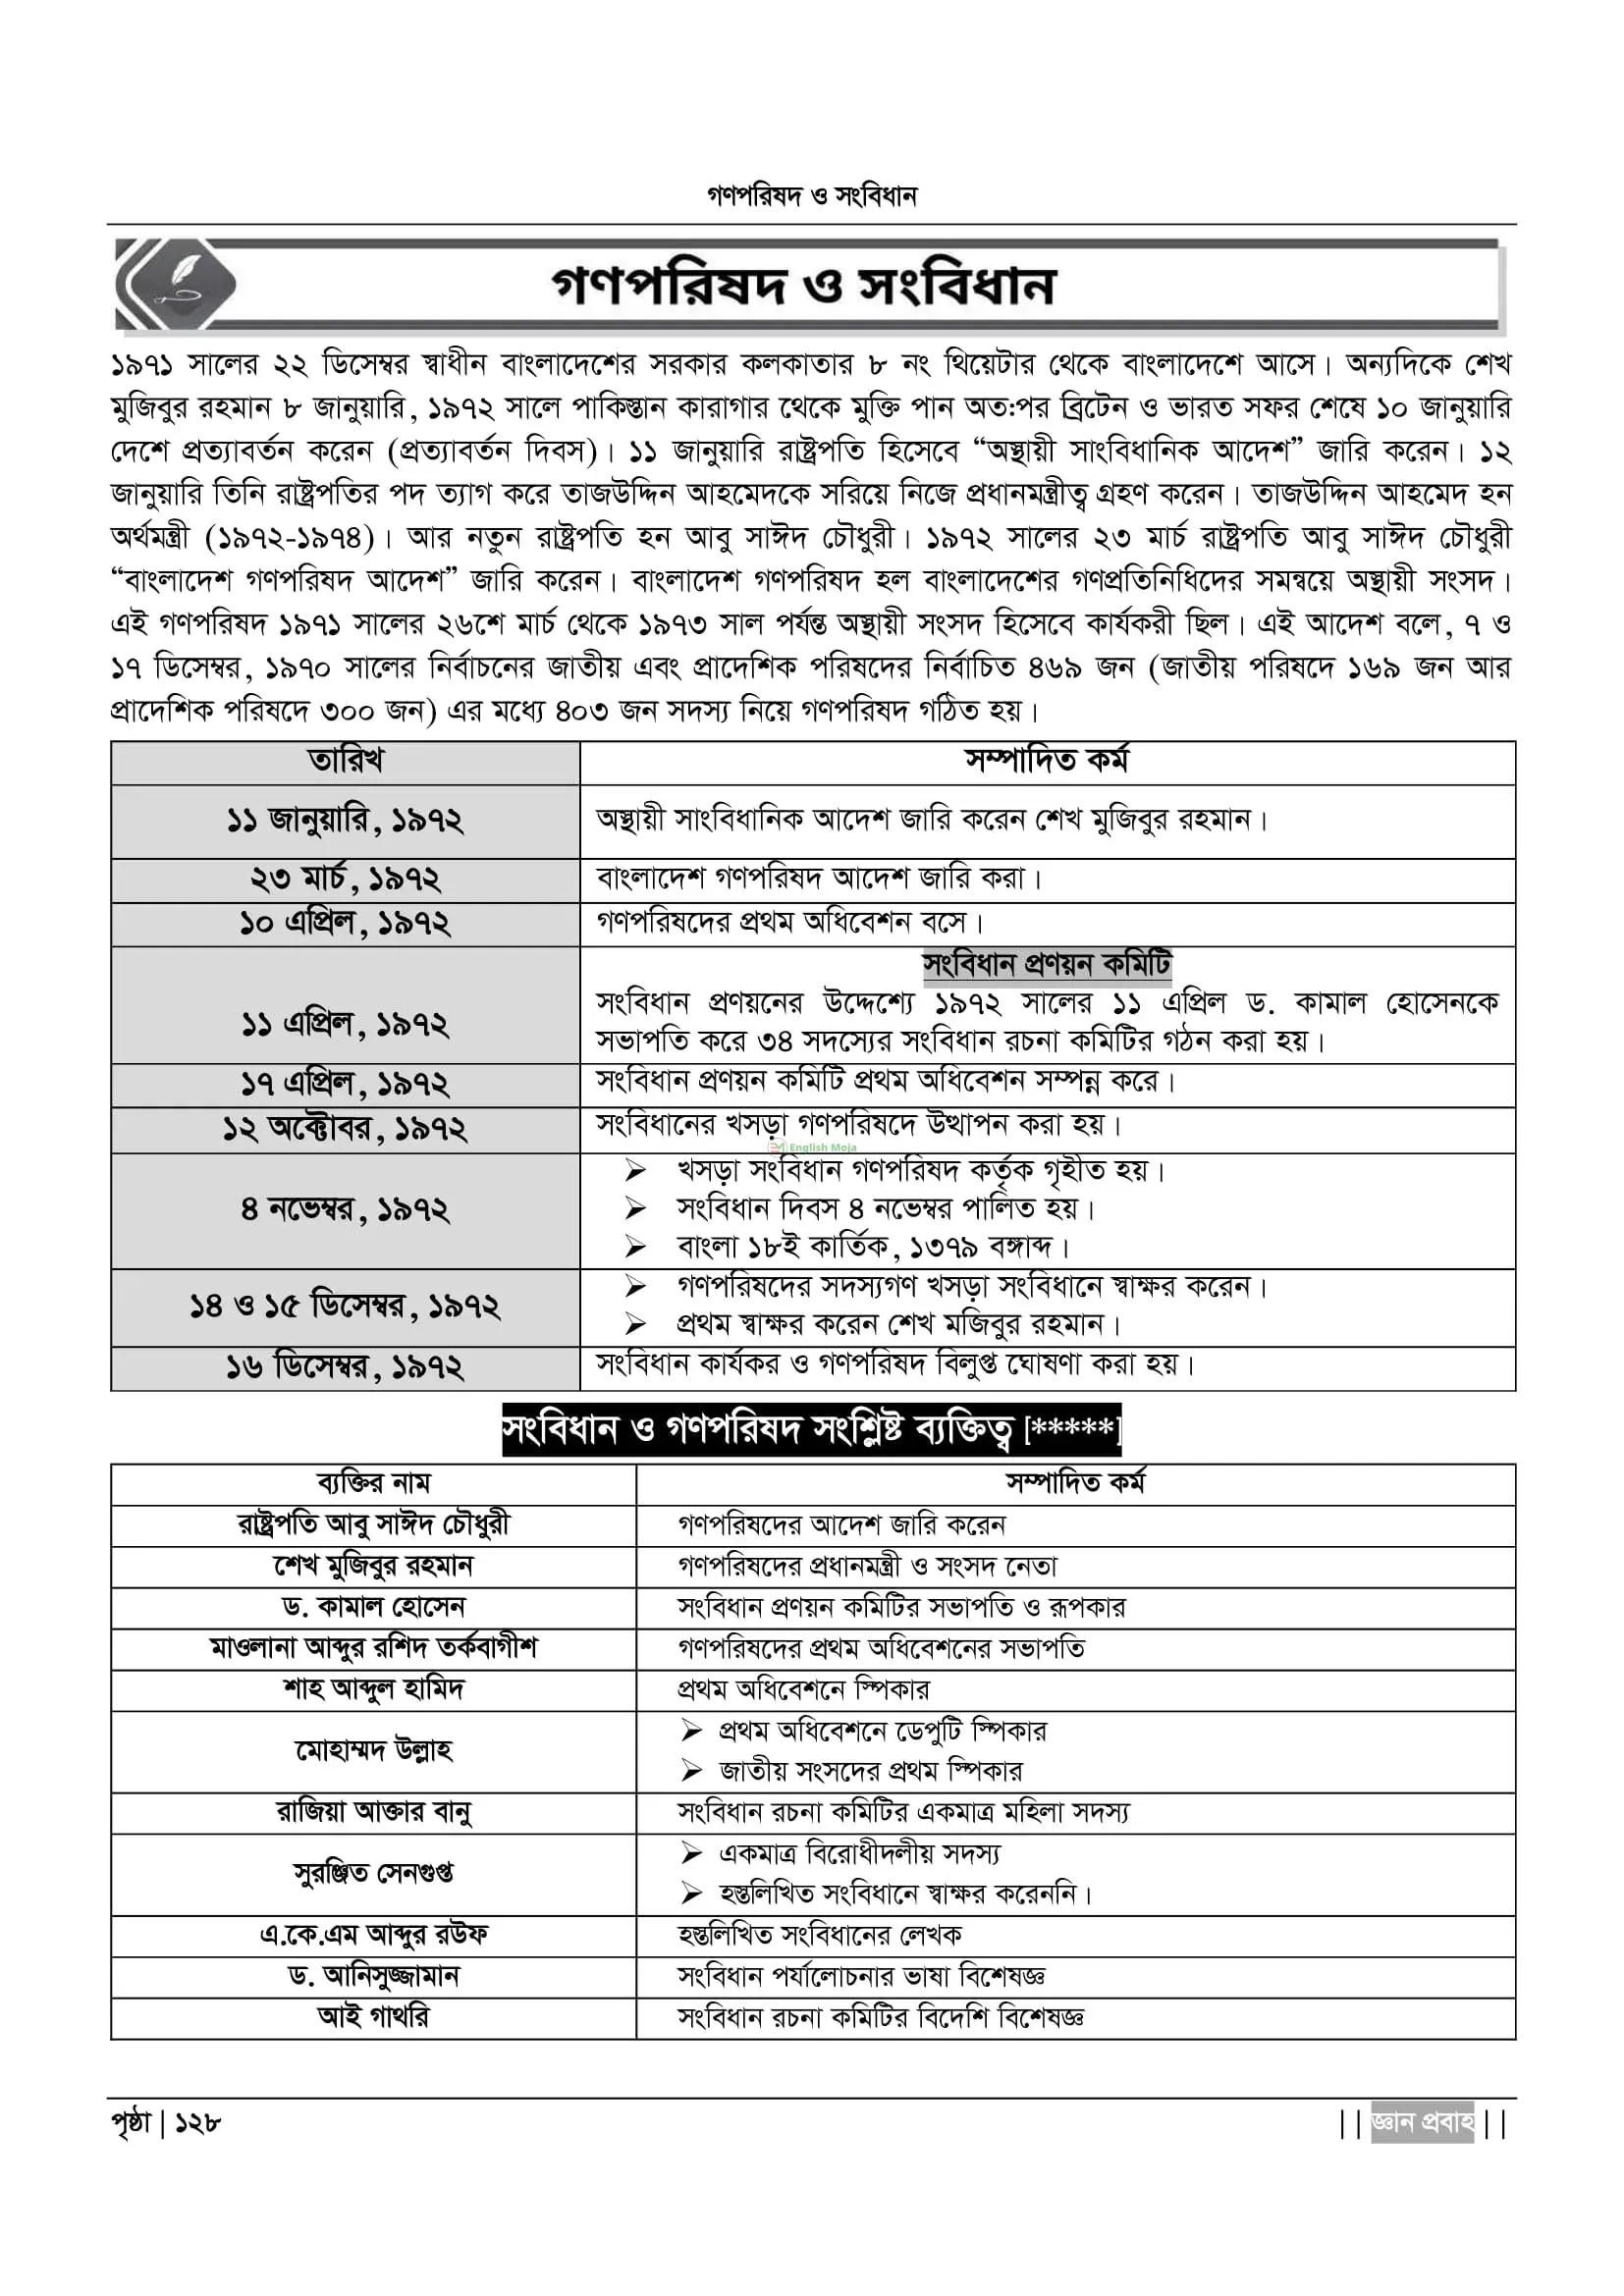 গণপরিষদ ও সংবিধান
গণপরিষদ ও সংবিধান
১৯৭১ সালের ২২ ডিসেম্বর স্বাধীন বাংলাদেশের সরকার কলকাতার ৮ নং থিয়েটার থেকে বাংলাদেশে আসে। অন্যদিকে শেখ
মুজিবুর রহমান ৮ জানুয়ারি, ১৯৭২ সালে পাকিস্তান কারাগার থেকে মুক্তি পান অত:পর ব্রিটেন ও ভারত সফর শেষে ১০ জানুয়ারি
দেশে প্রত্যাবর্তন করেন (প্রত্যাবর্তন দিবস)। ১১ জানুয়ারি রাষ্ট্রপতি হিসেবে “অস্থায়ী সাংবিধানিক আদেশ” জারি করেন। ১২
জানুয়ারি তিনি রাষ্ট্রপতির পদ ত্যাগ করে তাজউদ্দিন আহমেদকে সরিয়ে নিজে প্রধানমন্ত্রীত্ব গ্রহণ করেন। তাজউদ্দিন আহমেদ হন
অর্থমন্ত্রী (১৯৭২-১৯৭৪)। আর নতুন রাষ্ট্রপতি হন আবু সাঈদ চৌধুরী। ১৯৭২ সালের ২৩ মার্চ রাষ্ট্রপতি আবু সাঈদ চৌধুরী
“বাংলাদেশ গণপরিষদ আদেশ” জারি করেন। বাংলাদেশ গণপরিষদ হল বাংলাদেশের গণপ্রতিনিধিদের সমন্বয়ে অস্থায়ী সংসদ।
এই গণপরিষদ ১৯৭১ সালের ২৬শে মার্চ থেকে ১৯৭৩ সাল পর্যন্ত অস্থায়ী সংসদ হিসেবে কার্যকরী ছিল। এই আদেশ বলে, ৭ ও
১৭ ডিসেম্বর, ১৯৭০ সালের নির্বাচনের জাতীয় এবং প্রাদেশিক পরিষদের নির্বাচিত ৪৬৯ জন (জাতীয় পরিষদে ১৬৯ জন আর
প্রাদেশিক পরিষদে ৩০০ জন) এর মধ্যে ৪০৩ জন সদস্য নিয়ে গণপরিষদ গঠিত হয়।
তারিখ সম্পাদিত কর্ম
১১ জানুয়ারি, ১৯৭২ অস্থায়ী সাংবিধানিক আদেশ জারি করেন শেখ মুজিবুর রহমান।
২৩ মার্চ, ১৯৭২ বাংলাদেশ গণপরিষদ আদেশ জারি করা।
১০ এপ্রিল, ১৯৭২ গণপরিষদের প্রথম অধিবেশন বসে।
সংবিধান প্রণয়ন কমিটি
১১ এপ্রিল, ১৯৭২ সংবিধান প্রণয়নের উদ্দেশ্যে ১৯৭২ সালের ১১ এপ্রিল ড. কামাল হোসেনকে
সভাপতি করে ৩৪ সদস্যের সংবিধান রচনা কমিটির গঠন করা হয়।
১৭ এপ্রিল, ১৯৭২ সংবিধান প্রণয়ন কমিটি প্রথম অধিবেশন সম্পন্ন করে।
১২ অক্টোবর, ১৯৭২ সংবিধানের খসড়া গণপরিষদে উত্থাপন করা হয়।
English Moja
৪ নভেম্বর, ১৯৭২ ➢ খসড়া সংবিধান গণপরিষদ কর্তৃক গৃহীত হয়।
➢ সংবিধান দিবস ৪ নভেম্বর পালিত হয়।
➢ বাংলা ১৮ই কার্তিক, ১৩৭৯ বঙ্গাব্দ।
১৪ ও ১৫ ডিসেম্বর, ১৯৭২ ➢ গণপরিষদের সদস্যগণ খসড়া সংবিধানে স্বাক্ষর করেন।
➢ প্রথম স্বাক্ষর করেন শেখ মজিবুর রহমান।
১৬ ডিসেম্বর, ১৯৭২ সংবিধান কার্যকর ও গণপরিষদ বিলুপ্ত ঘোষণা করা হয়।
সংবিধান ও গণপরিষদ সংশ্লিষ্ট ব্যক্তিত্ব [*****]
ব্যক্তির নাম সম্পাদিত কর্ম
রাষ্ট্রপতি আবু সাঈদ চৌধুরী গণপরিষদের আদেশ জারি করেন
শেখ মুজিবুর রহমান গণপরিষদের প্রধানমন্ত্রী ও সংসদ নেতা
ড. কামাল হোসেন সংবিধান প্রণয়ন কমিটির সভাপতি ও রূপকার
মাওলানা আব্দুর রশিদ তর্কবাগীশ গণপরিষদের প্রথম অধিবেশনের সভাপতি
শাহ আব্দুল হামিদ প্রথম অধিবেশনে স্পিকার
মোহাম্মদ উল্লাহ ➢ প্রথম অধিবেশনে ডেপুটি স্পিকার
➢ জাতীয় সংসদের প্রথম স্পিকার
রাজিয়া আক্তার বানু সংবিধান রচনা কমিটির একমাত্র মহিলা সদস্য
সুরঞ্জিত সেনগুপ্ত ➢ একমাত্র বিরোধীদলীয় সদস্য
➢ হস্তলিখিত সংবিধানে স্বাক্ষর করেননি।
এ.কে.এম আব্দুর রউফ হস্তলিখিত সংবিধানের লেখক
ড. আনিসুজ্জামান সংবিধান পর্যালোচনার ভাষা বিশেষজ্ঞ
আই গাথরি সংবিধান রচনা কমিটির বিদেশি বিশেষজ্ঞ
পৃষ্ঠা | ১২৮ || জ্ঞান প্রবাহ ||